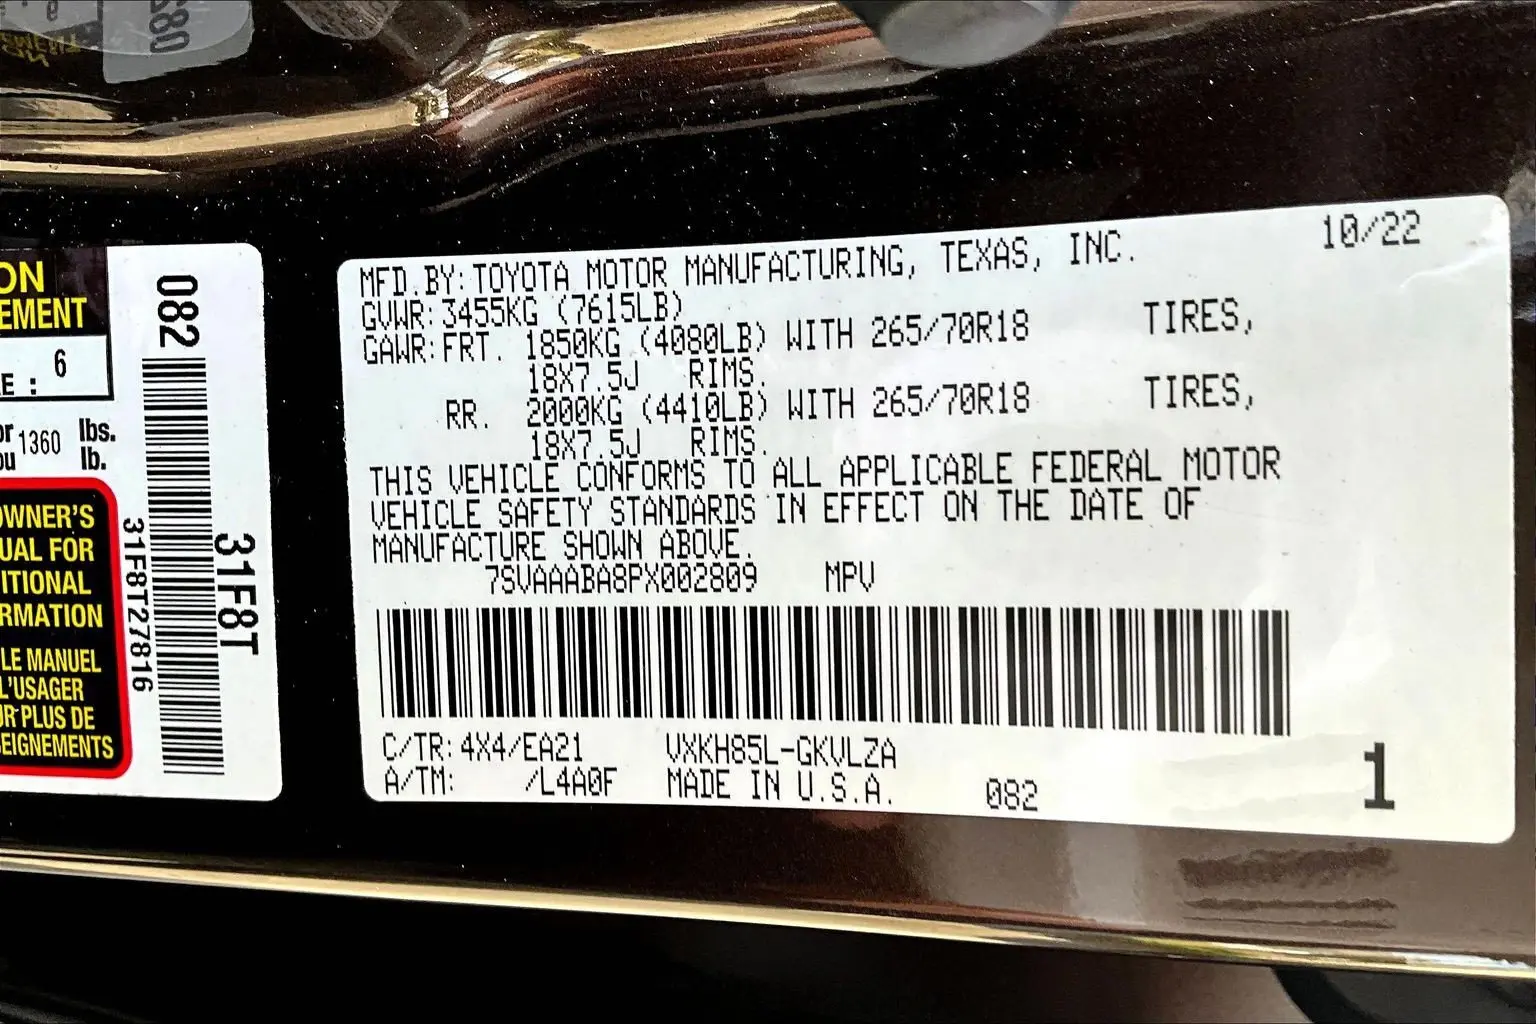 ON
EMENT
E : 6
or 1360 lbs.
ou lb.
OWNER'S
UAL FOR
ITIONAL
RMATION
LE MANUEL
L'USAGER
UR PLUS DE
SEIGNEMENTS
082
31F8T27816
31F8T
10/22
MFD.BY: TOYOTA MOTOR MANUFACTURING, TEXAS, INC.
GVWR: 3455KG (7615LB)
GAWR: FRT. 1850KG (4080LB) WITH 265/70R18 TIRES,
18X7.5J RIMS.
RR. 2000KG (4410LB) WITH 265/70R18 TIRES,
18X7.5J RIMS.
THIS VEHICLE CONFORMS TO ALL APPLICABLE FEDERAL MOTOR
VEHICLE SAFETY STANDARDS IN EFFECT ON THE DATE OF
MANUFACTURE SHOWN ABOVE.
7SVAAABA8PX002809 MPV
C/TR: 4X4/EA21 VXKH85L-GKVLZA
A/TM: /L4A0F MADE IN U.S.A. 082
1